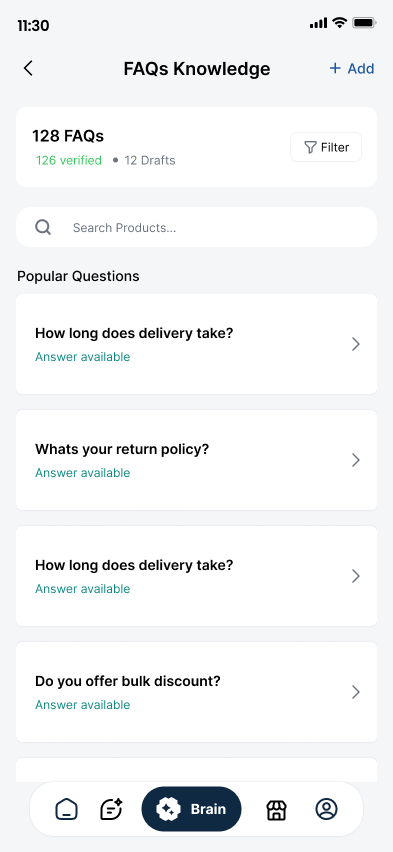 11:30
FAQs Knowledge
+ Add
128 FAQs
126 verified • 12 Drafts
Filter
Search Products...
Popular Questions
How long does delivery take?
Answer available
Whats your return policy?
Answer available
How long does delivery take?
Answer available
Do you offer bulk discount?
Answer available
Brain